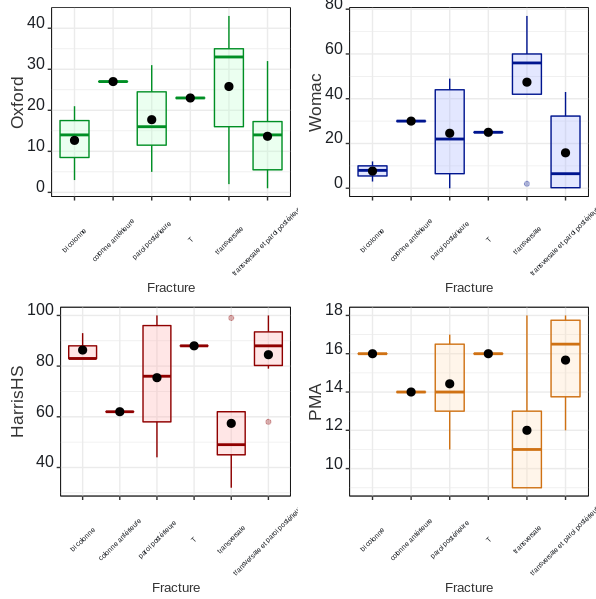 Oxford
40
30
20
10
0
bi colonne
colonne antérieure
paroi postérieure
T
transversale
transversale et paroi postérieure
Fracture
Womac
80
60
40
20
0
bi colonne
colonne antérieure
paroi postérieure
T
transversale
transversale et paroi postérieure
Fracture
HarrisHS
100
80
60
40
bi colonne
colonne antérieure
paroi postérieure
T
transversale
transversale et paroi postérieure
Fracture
PMA
18
16
14
12
10
bi colonne
colonne antérieure
paroi postérieure
T
transversale
transversale et paroi postérieure
Fracture